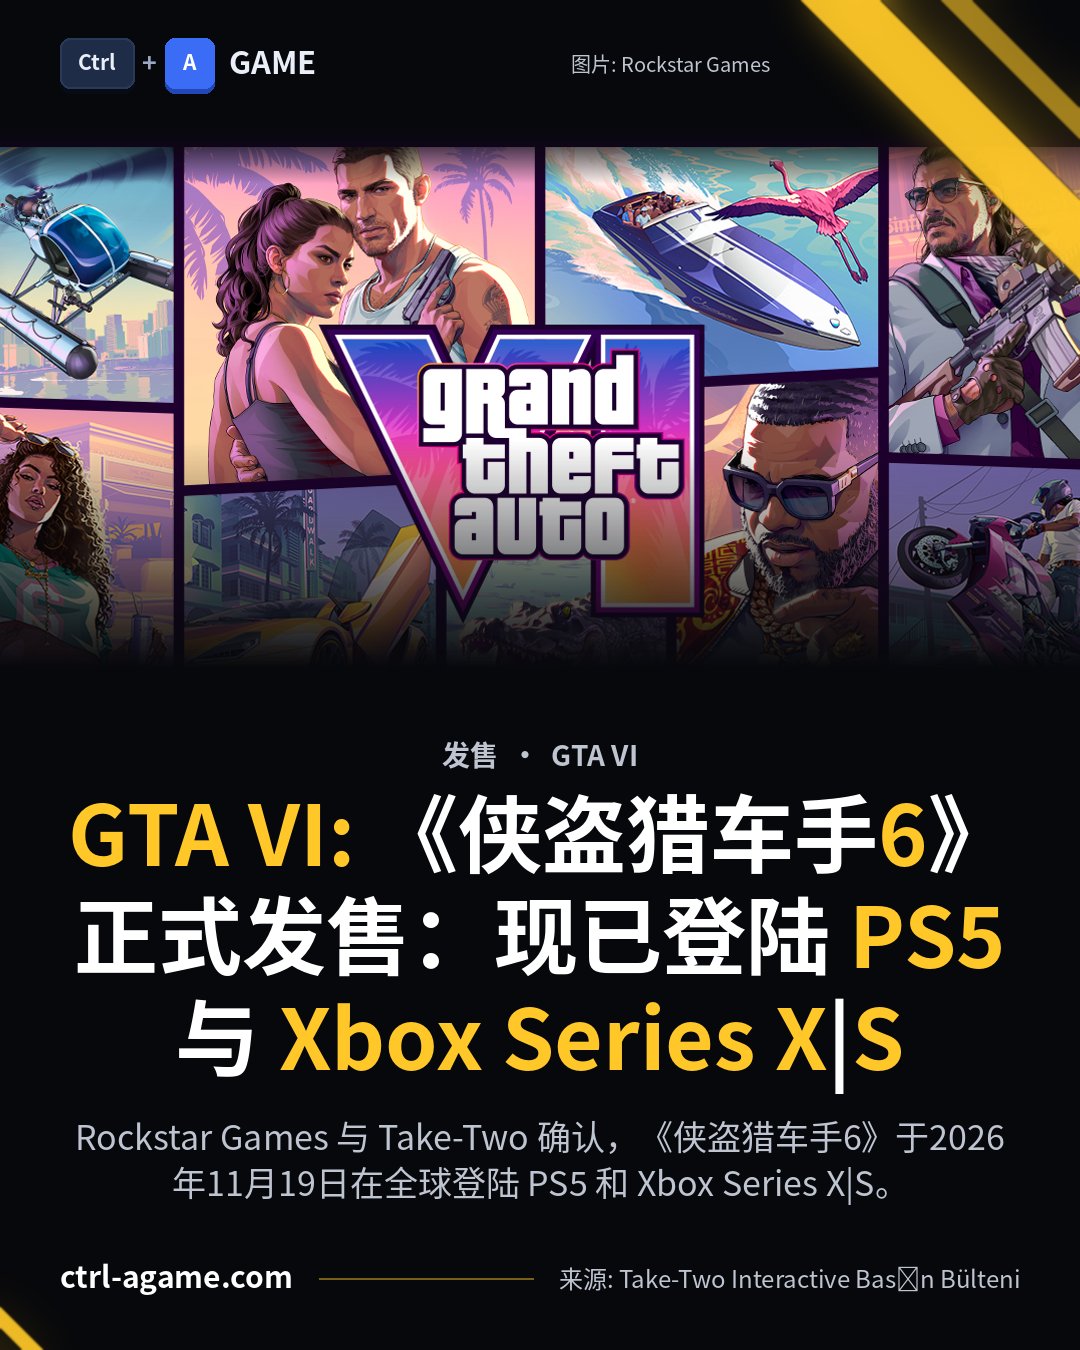 Ctrl + A GAME
图片: Rockstar Games
VI
grand
theft
auto
发售 • GTA VI
GTA VI: 《侠盗猎车手6》
正式发售：现已登陆 PS5
与 Xbox Series X|S
Rockstar Games 与 Take-Two 确认，《侠盗猎车手6》于2026
年11月19日在全球登陆 PS5 和 Xbox Series X|S。
ctrl-agame.com
来源: Take-Two Interactive Bas☒n Bülteni